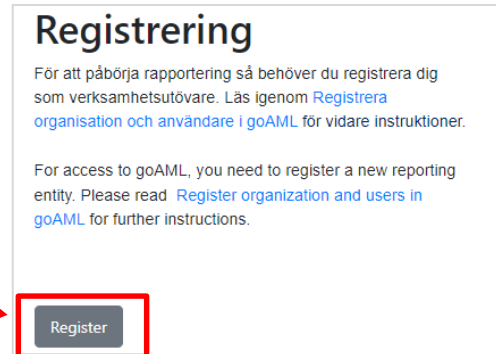 Registrering
För att påbörja rapportering så behöver du registrera dig
som verksamhetsutövare. Läs igenom Registrera
organisation och användare i goAML för vidare instruktioner.
For access to goAML, you need to register a new reporting
entity. Please read Register organization and users in
goAML for further instructions.
Register